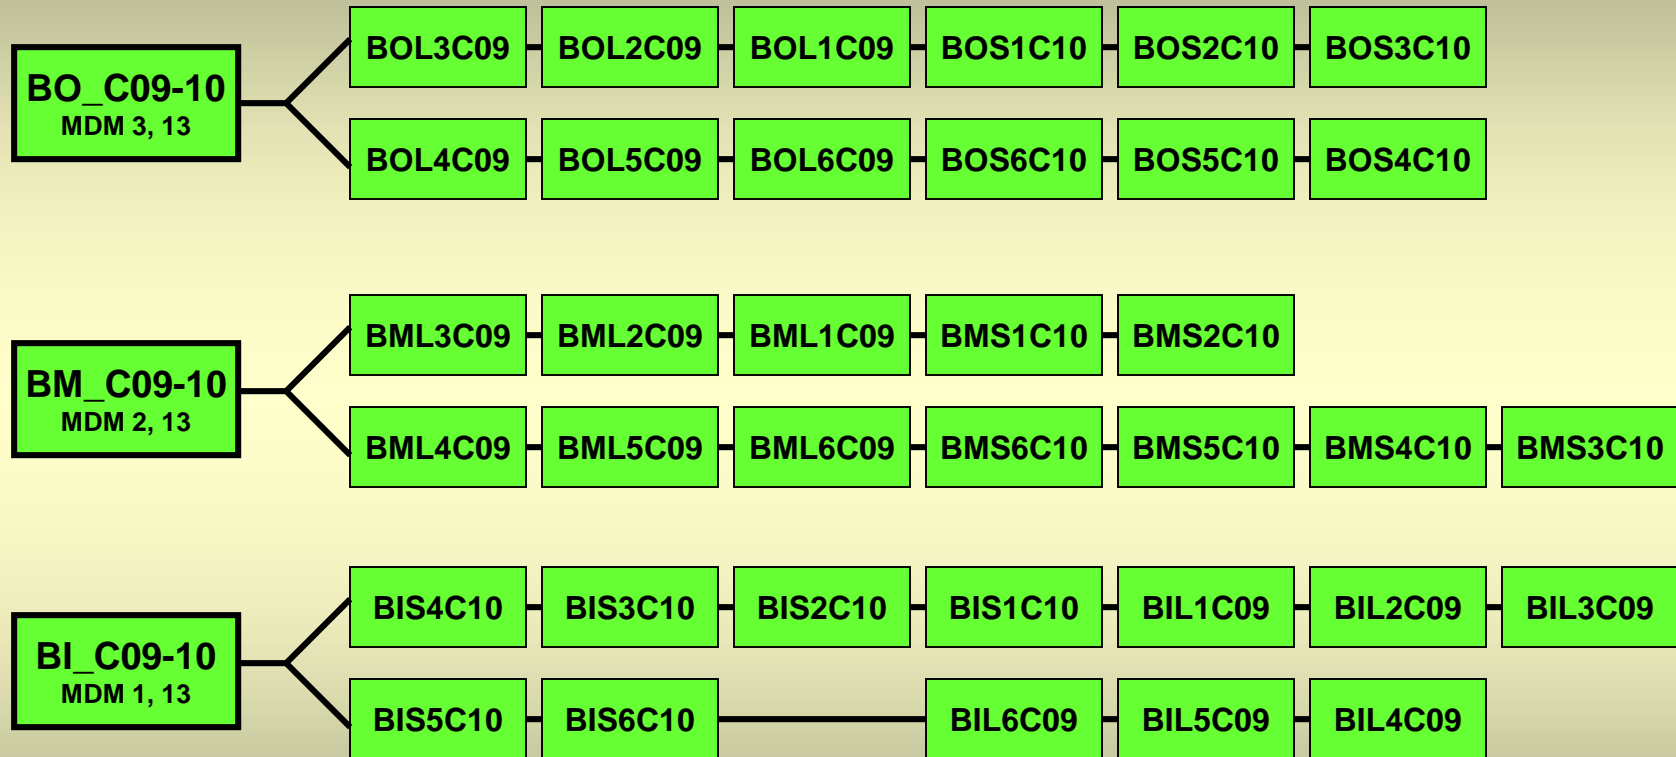 BO_C09-10
MDM 3, 13
BOL3C09 BOL2C09 BOL1C09 BOS1C10 BOS2C10 BOS3C10
BOL4C09 BOL5C09 BOL6C09 BOS6C10 BOS5C10 BOS4C10
BM_C09-10
MDM 2, 13
BML3C09 BML2C09 BML1C09 BMS1C10 BMS2C10
BML4C09 BML5C09 BML6C09 BMS6C10 BMS5C10 BMS4C10 BMS3C10
BI_C09-10
MDM 1, 13
BIS4C10 BIS3C10 BIS2C10 BIS1C10 BIL1C09 BIL2C09 BIL3C09
BIS5C10 BIS6C10 BIL6C09 BIL5C09 BIL4C09